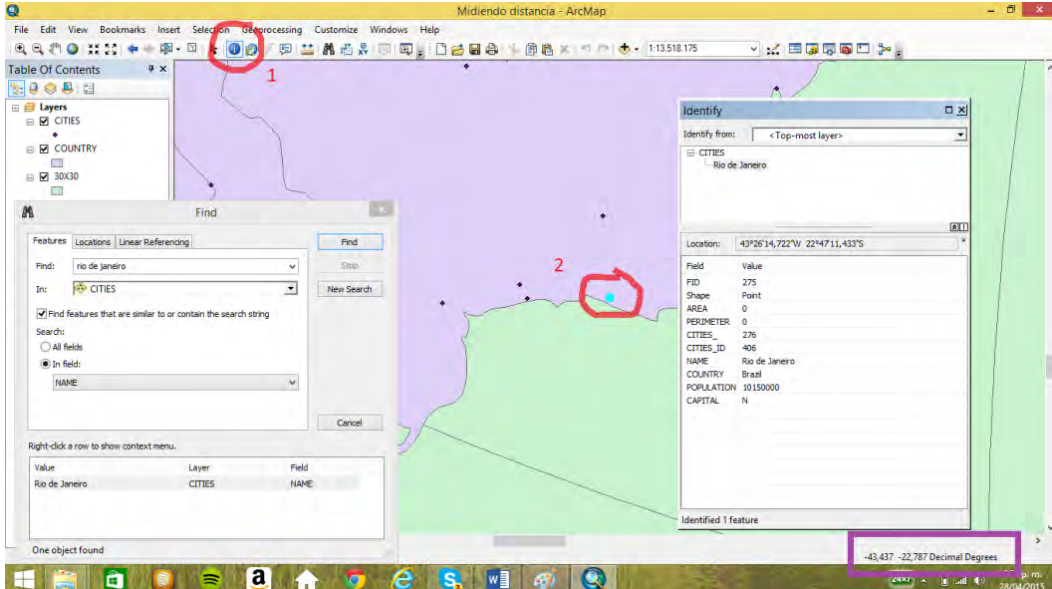 Midiendo distancia - ArcMap
File Edit View Bookmarks Insert Selection Geoprocessing Customize Windows Help
1:13.518.175
Table Of Contents
Layers
CITIES
COUNTRY
30X30
1
2
Find
Features Locations Linear Referencing
Find: rio de janeiro
In: CITIES
Find features that are similar to or contain the search string
Search:
All fields
In field:
NAME
Find
Stop
New Search
Cancel
Right-click a row to show context menu.
Value Layer Field
Rio de Janeiro CITIES NAME
One object found
Identify
Identify from: <Top-most layer>
CITIES
Rio de Janeiro
Location: 43°26'14,722"W 22°47'11,433"S
Field Value
FID 275
Shape Point
AREA 0
PERIMETER 0
CITIES_ 276
CITIES_ID 406
NAME Rio de Janeiro
COUNTRY Brazil
POPULATION 10150000
CAPITAL N
Identified 1 feature
-43,437 -22,787 Decimal Degrees
p. m.
28/04/2015